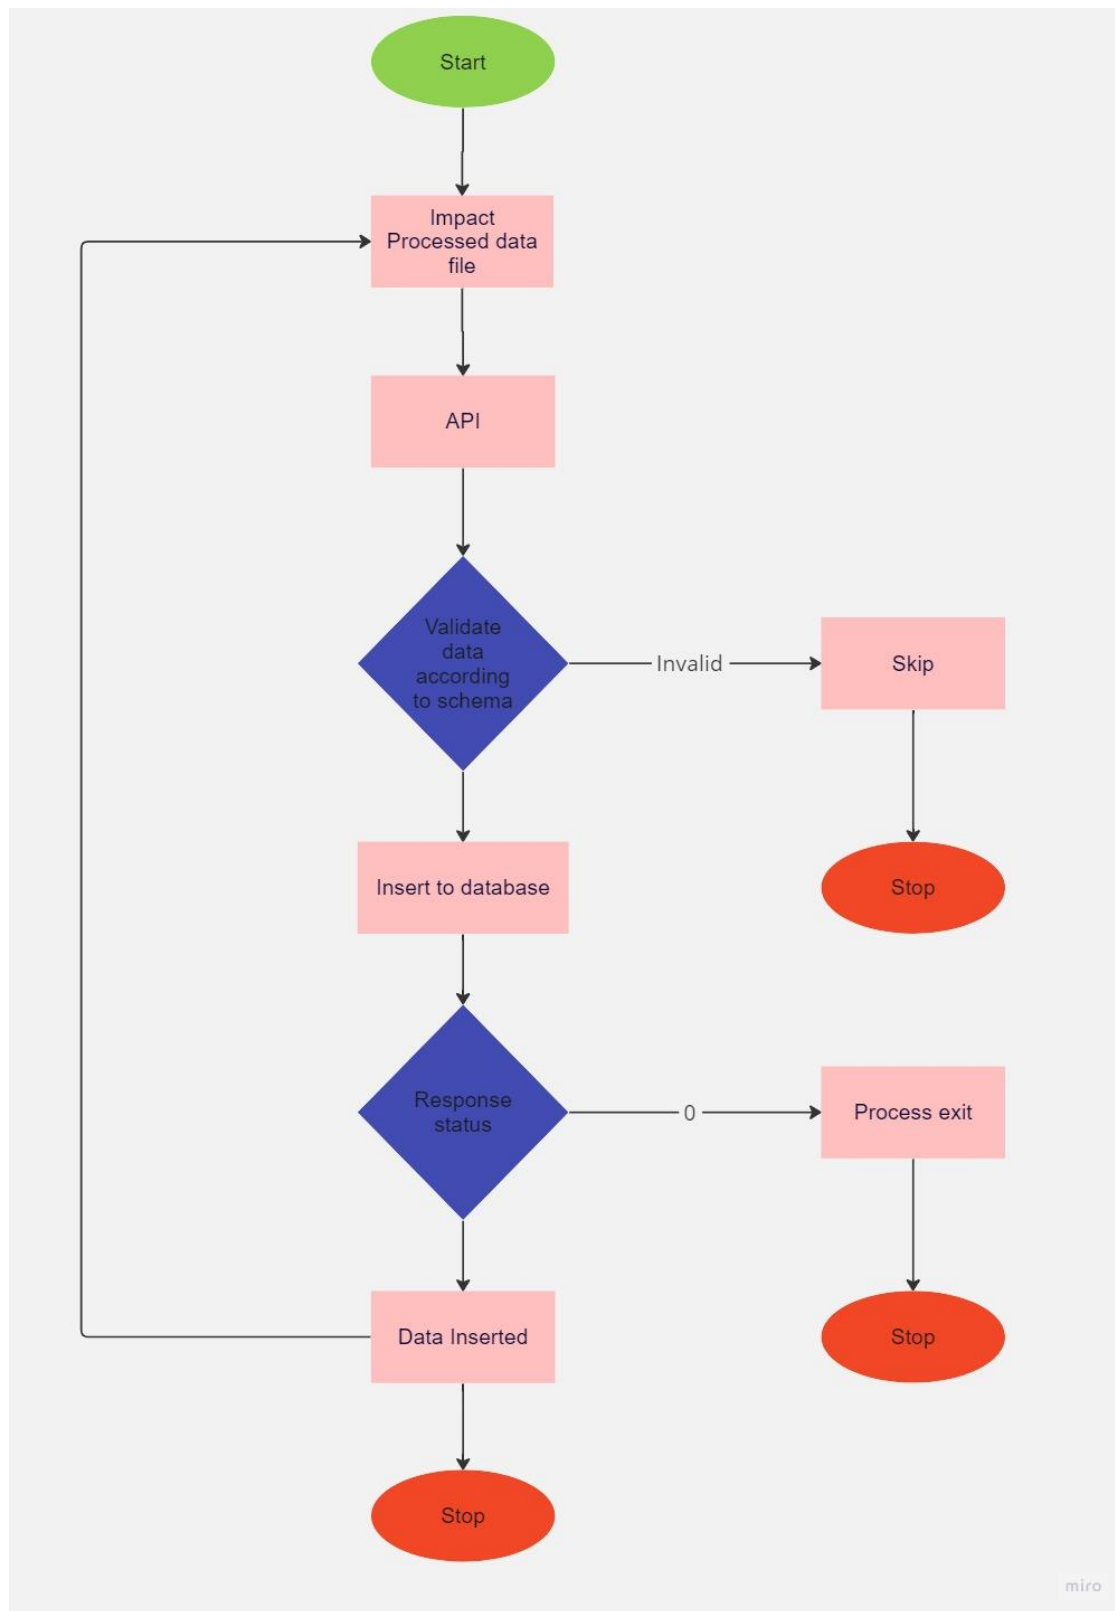 Start
Impact
Processed data
file
API
Validate
data
according
to schema
Invalid
Skip
Insert to database
Stop
Response
status
0
Process exit
Data Inserted
Stop
Stop
miro